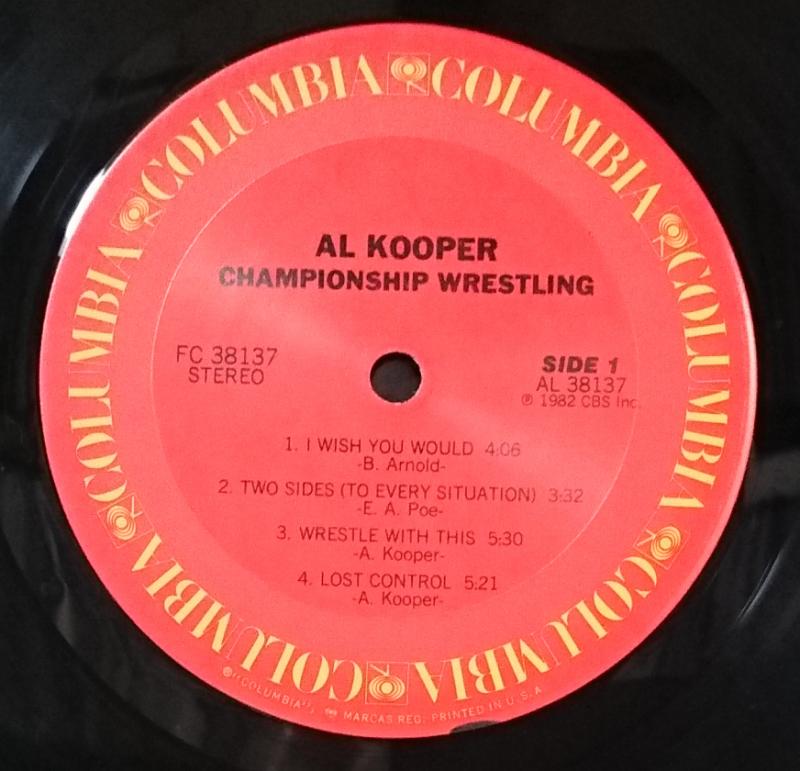 COLUMBIA COLUMBIA COLUMBIA COLUMBIA COLUMBIA COLUMBIA COLUMBIA
AL KOOPER
CHAMPIONSHIP WRESTLING
FC 38137
STEREO
SIDE 1
AL 38137
℗ 1982 CBS Inc.
1. I WISH YOU WOULD 4:06
-B. Arnold-
2. TWO SIDES (TO EVERY SITUATION) 3:32
-E. A. Poe-
3. WRESTLE WITH THIS 5:30
-A. Kooper-
4. LOST CONTROL 5:21
-A. Kooper-
"COLUMBIA", MARCAS REG. PRINTED IN U.S.A